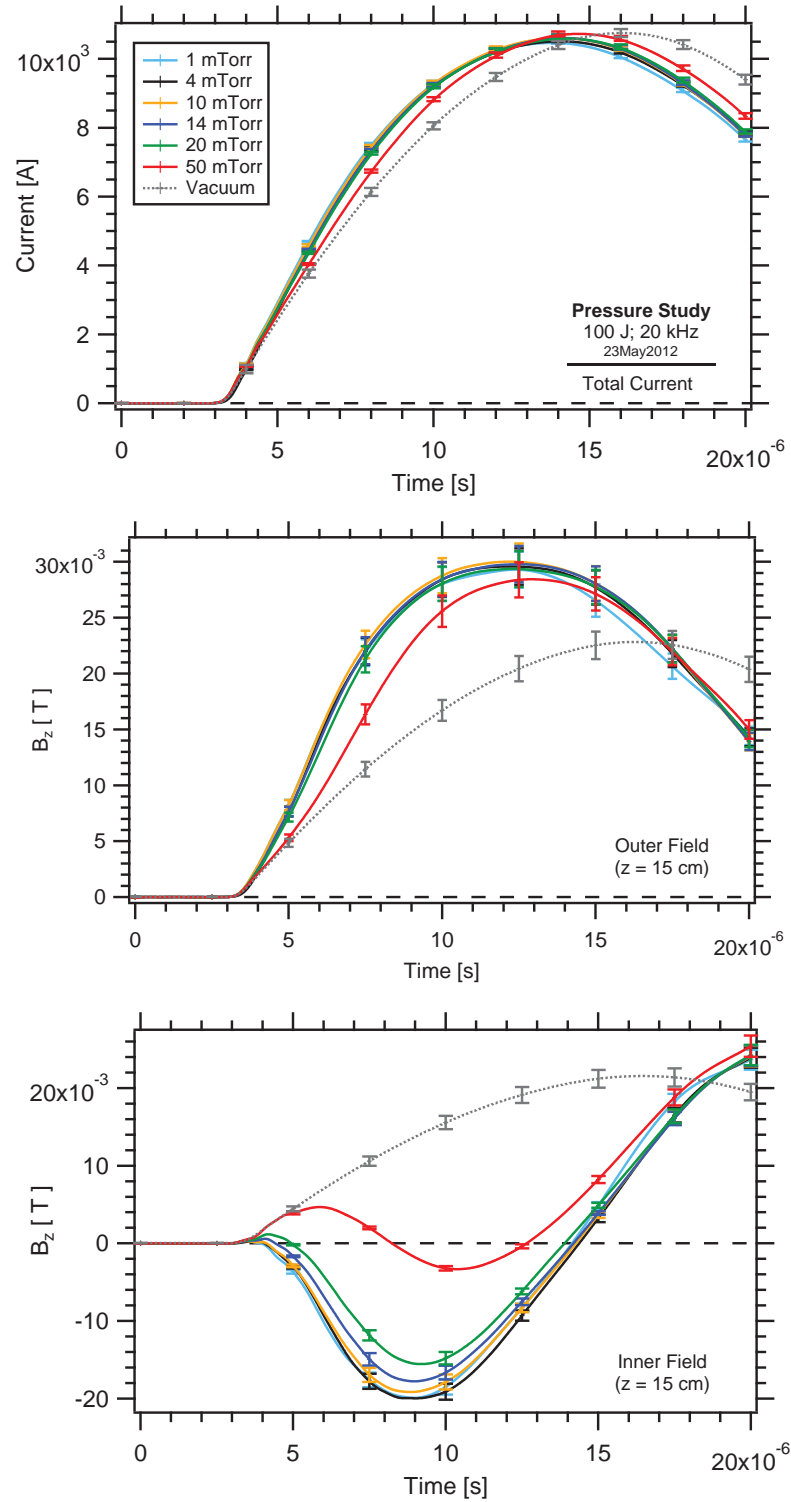 10x10³
8
6
4
2
0
Current [A]
1 mTorr
4 mTorr
10 mTorr
14 mTorr
20 mTorr
50 mTorr
Vacuum
Pressure Study
100 J; 20 kHz
23May2012
Total Current
0
5
10
15
20x10⁻⁶
Time [s]
30x10⁻³
25
20
15
10
5
0
B_z [ T ]
Outer Field
(z = 15 cm)
0
5
10
15
20x10⁻⁶
Time [s]
20x10⁻³
10
0
-10
-20
B_z [ T ]
Inner Field
(z = 15 cm)
0
5
10
15
20x10⁻⁶
Time [s]